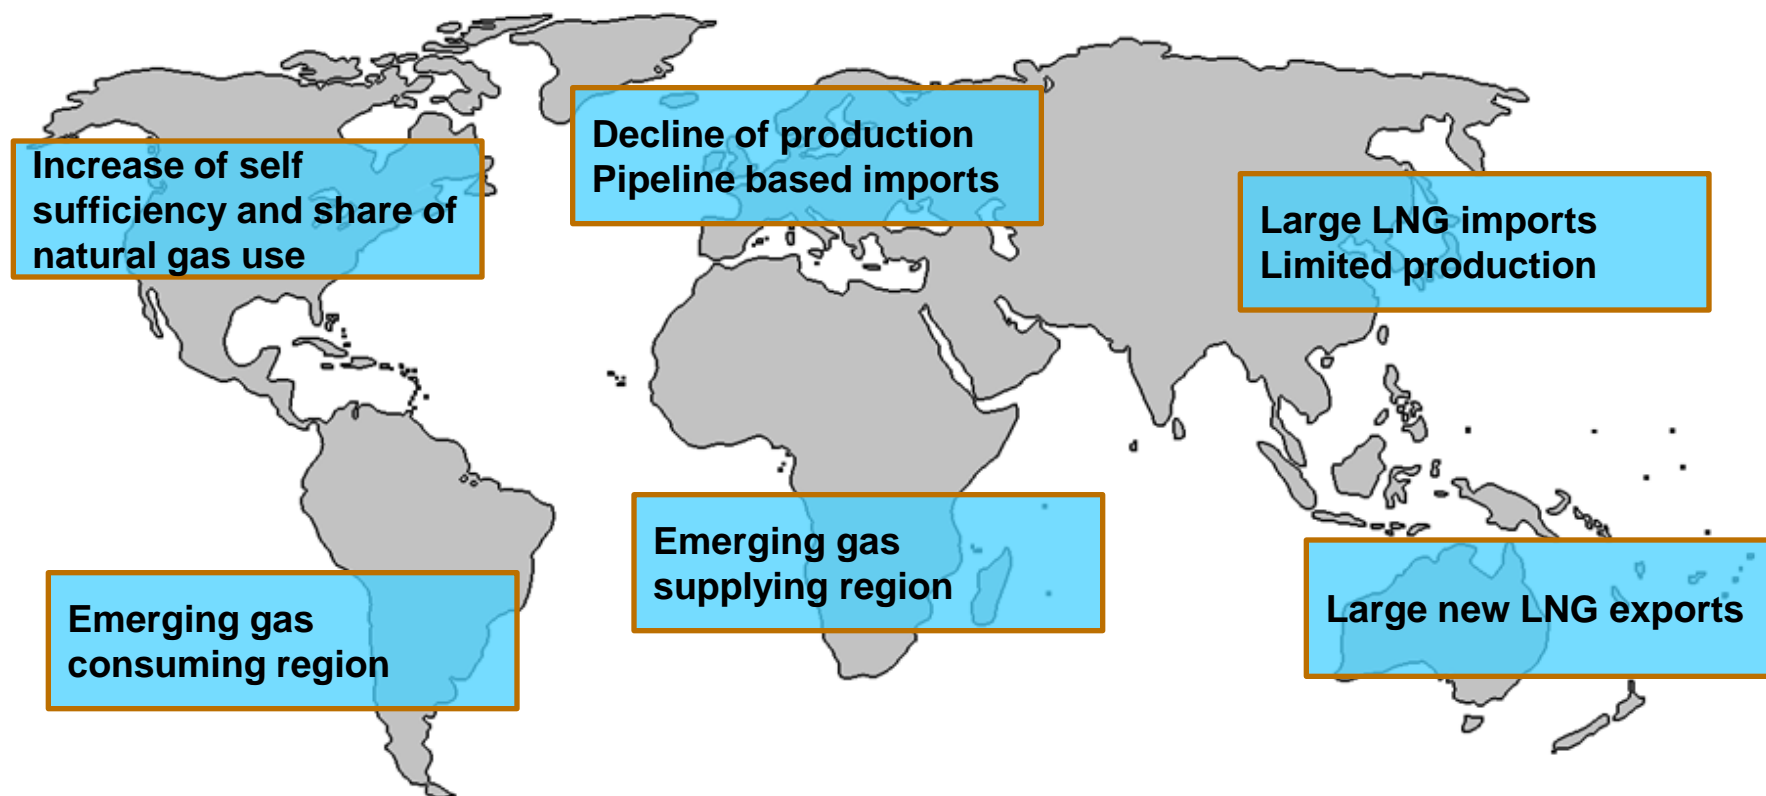 Increase of self
sufficiency and share of
natural gas use
Decline of production
Pipeline based imports
Large LNG imports
Limited production
Emerging gas
consuming region
Emerging gas
supplying region
Large new LNG exports